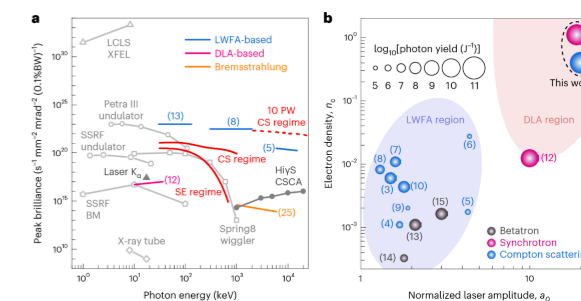 a
Peak brilliance (s⁻¹ mm⁻² mrad⁻² (0.1%BW)⁻¹)
10³⁰
10²⁵
10²⁰
10¹⁵
10¹⁰
LCLS
XFEL
LWFA-based
DLA-based
Bremsstrahlung
Petra III
undulator
(13)
(8)
10 PW
CS regime
SSRF
undulator
(5)
CS regime
Laser Kα
(12)
SE regime
HiγS
CSCA
SSRF
BM
(25)
Spring8
wiggler
X-ray tube
10⁰
10¹
10²
10³
10⁴
Photon energy (keV)
b
Electron density, nc
10⁻¹
10⁻²
10⁻³
log₁₀[photon yield (J⁻¹)]
5 6 7 8 9 10 11
This wo
LWFA region
DLA region
(6)
(7)
(8)
(12)
(3)
(10)
(9)
(5)
(15)
(4)
(13)
(14)
Betatron
Synchrotron
Compton scatterin
1
2
4
10
Normalized laser amplitude, a₀